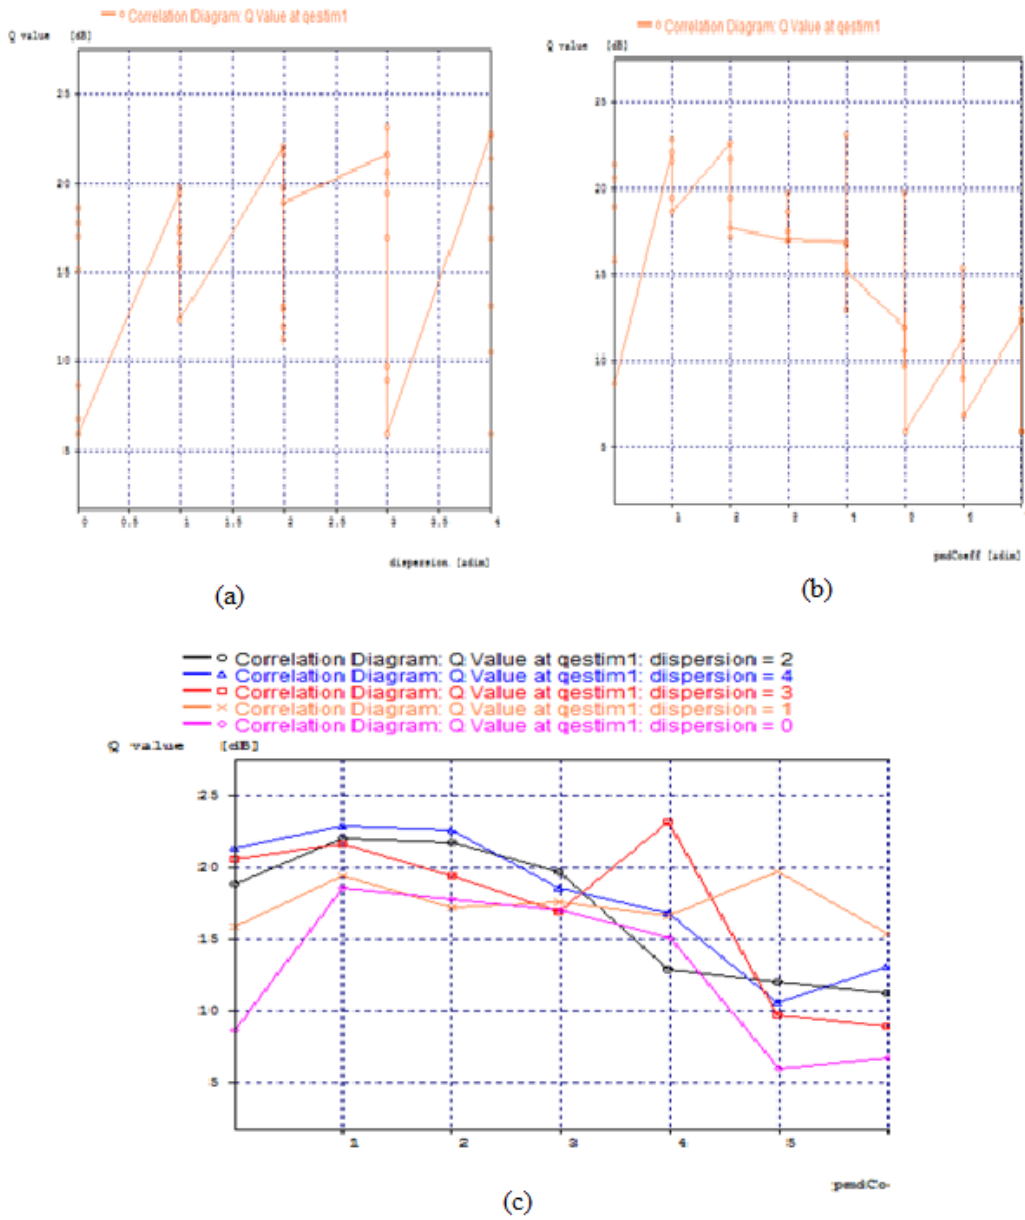 Correlation Diagram: Q Value at qestim1
Q value [dB]
25
20
15
10
5
0 0.5 1 1.5 2 2.5 3 3.5 4
dispersion [adim]
(a)
Correlation Diagram: Q Value at qestim1
Q value [dB]
25
20
15
10
5
1 2 3 4 5 6
pmdCoeff [adim]
(b)
Correlation Diagram: Q Value at qestim1: dispersion = 2
Correlation Diagram: Q Value at qestim1: dispersion = 4
Correlation Diagram: Q Value at qestim1: dispersion = 3
Correlation Diagram: Q Value at qestim1: dispersion = 1
Correlation Diagram: Q Value at qestim1: dispersion = 0
Q value [dB]
25
20
15
10
5
1 2 3 4 5
pmdCo
(c)